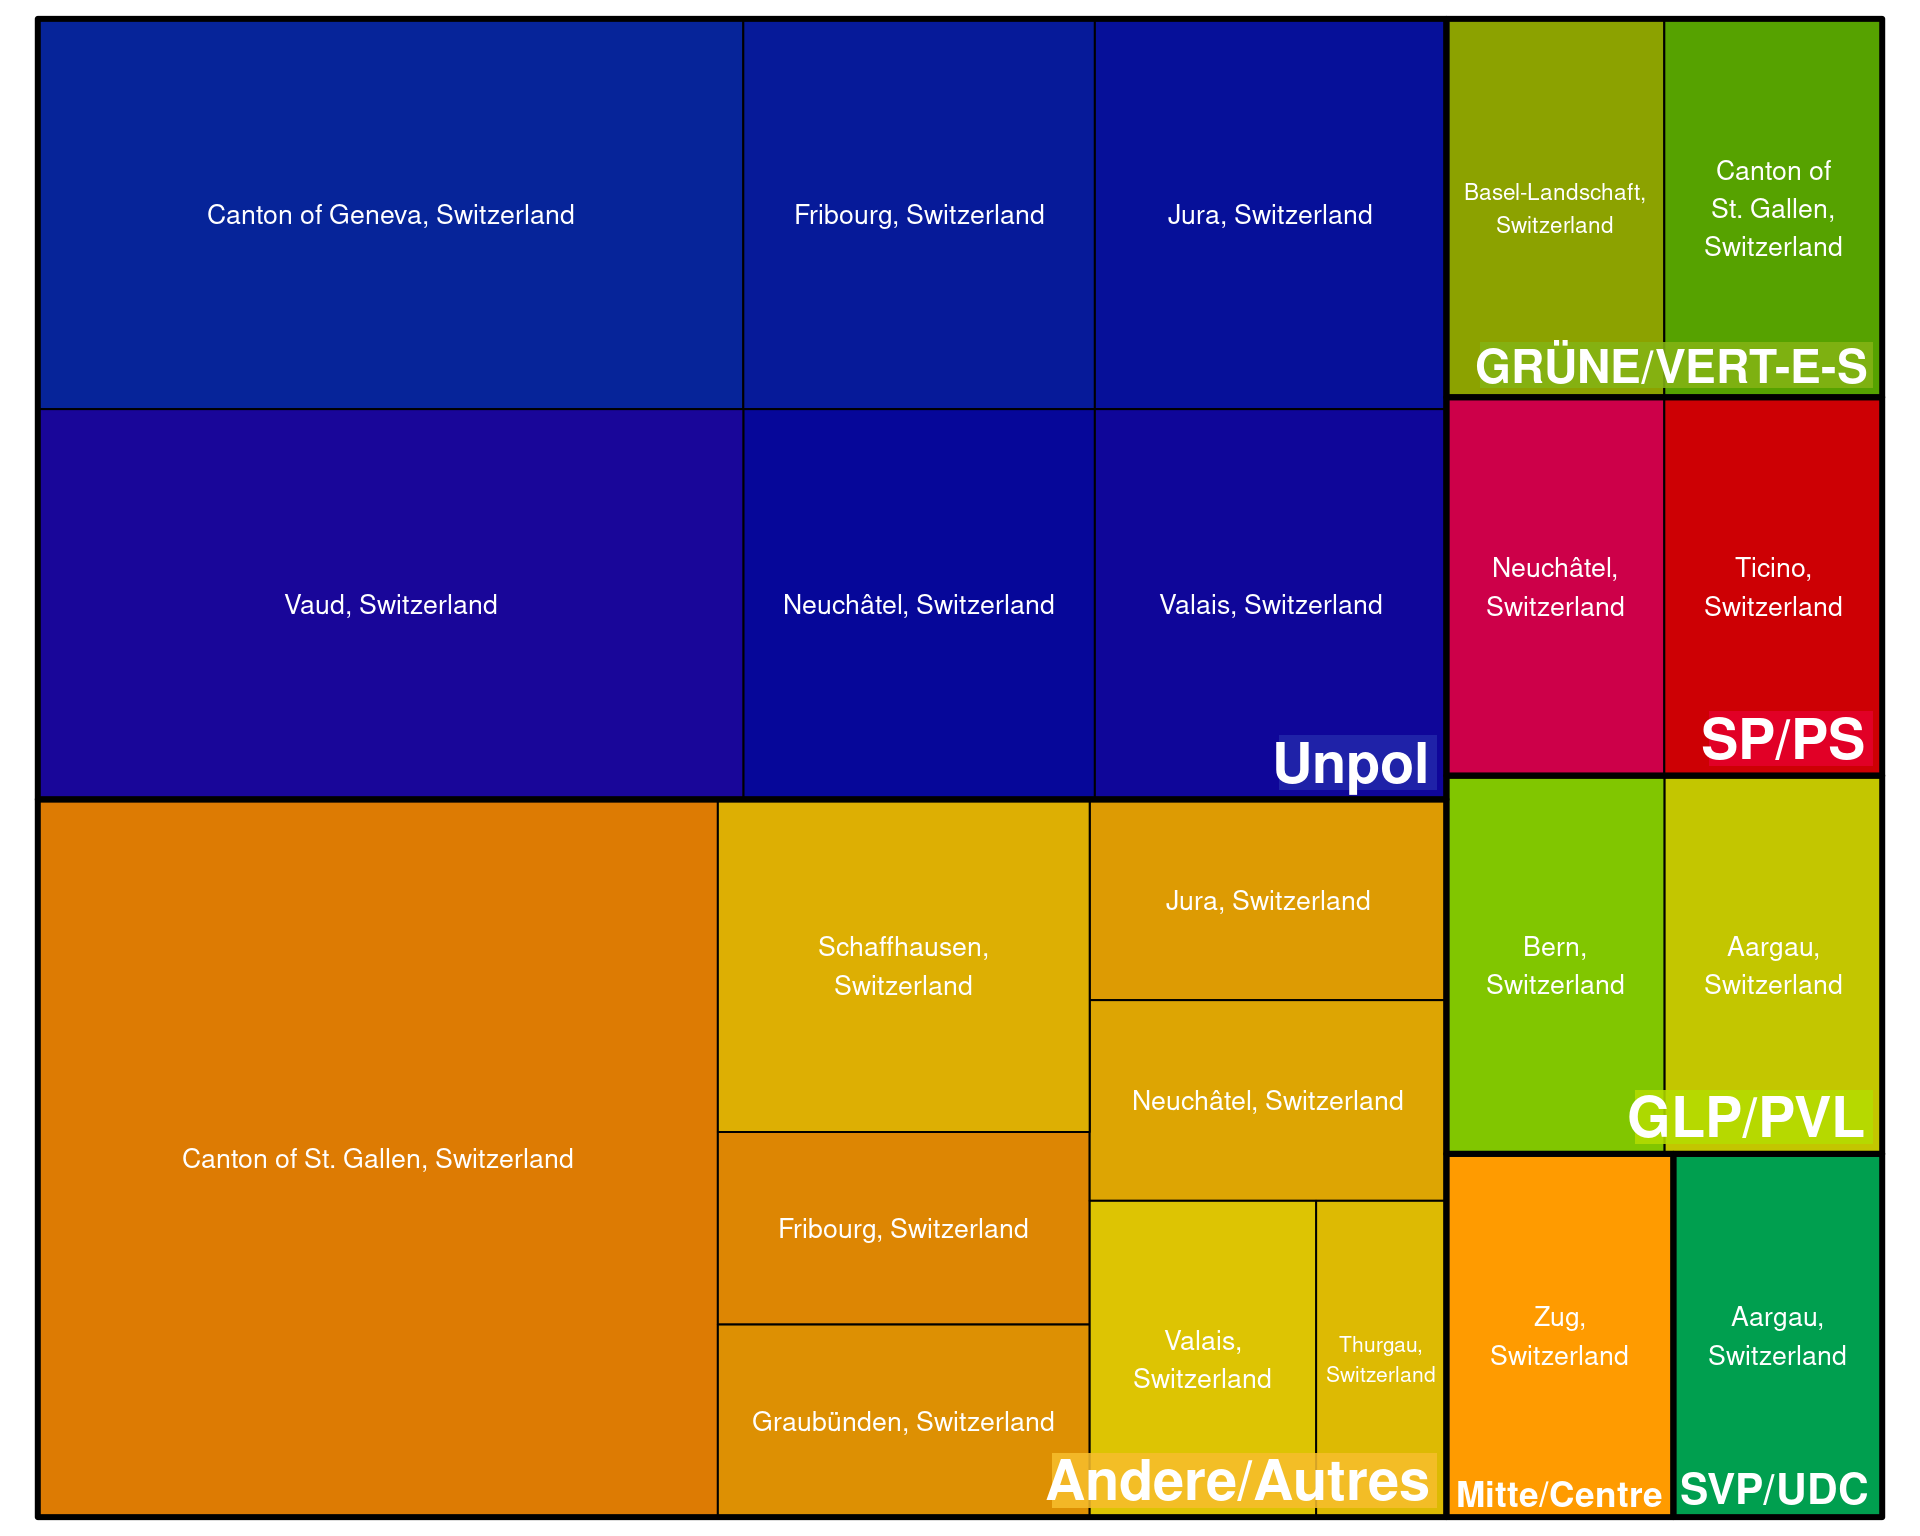 Canton of Geneva, Switzerland
Fribourg, Switzerland
Jura, Switzerland
Vaud, Switzerland
Neuchâtel, Switzerland
Valais, Switzerland
Unpol
Canton of St. Gallen, Switzerland
Schaffhausen,
Switzerland
Fribourg, Switzerland
Graubünden, Switzerland
Jura, Switzerland
Neuchâtel, Switzerland
Valais,
Switzerland
Thurgau,
Switzerland
Andere/Autres
Basel-Landschaft,
Switzerland
Canton of
St. Gallen,
Switzerland
GRÜNE/VERT-E-S
Neuchâtel,
Switzerland
Ticino,
Switzerland
SP/PS
Bern,
Switzerland
Aargau,
Switzerland
GLP/PVL
Zug,
Switzerland
Mitte/Centre
Aargau,
Switzerland
SVP/UDC